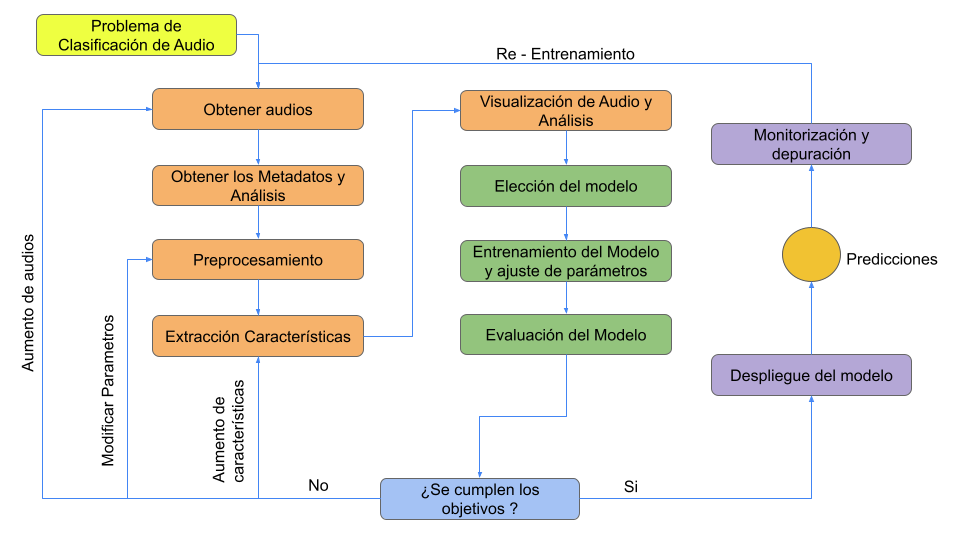 Problema de
Clasificación de Audio
Re - Entrenamiento
Obtener audios
Visualización de Audio y
Análisis
Monitorización y
depuración
Obtener los Metadatos y
Análisis
Elección del modelo
Preprocesamiento
Entrenamiento del Modelo
y ajuste de parámetros
Predicciones
Extracción Características
Evaluación del Modelo
Despliegue del modelo
Aumento de audios
Modificar Parametros
Aumento de
características
No
¿Se cumplen los
objetivos ?
Si